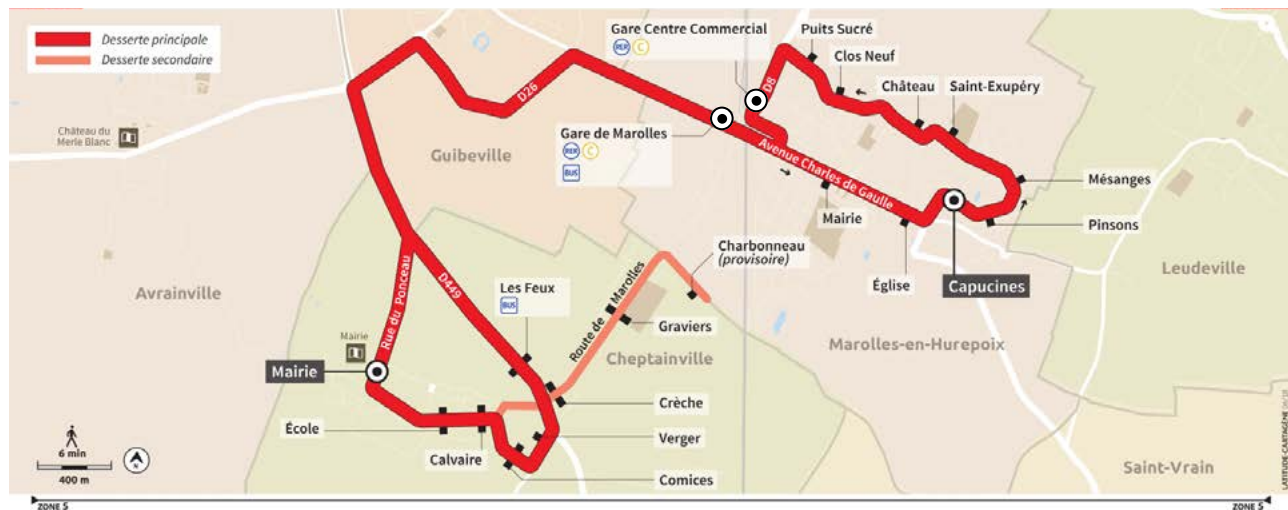 Desserte principale
Desserte secondaire
Gare Centre Commercial
RER C
Puits Sucré
Clos Neuf
Château
Saint-Exupéry
D8
D26
Château du
Merle Blanc
Guibeville
Gare de Marolles
RER C
BUS
Avenue Charles de Gaulle
Mésanges
Mairie
Pinsons
Église
Capucines
Leudeville
Charbonneau
(provisoire)
Avrainville
Rue du Ponceau
D449
Les Feux
BUS
Route de Marolles
Graviers
Cheptainville
Marolles-en-Hurepoix
Mairie
Mairie
École
Calvaire
Crèche
Verger
Comices
Saint-Vrain
6 min
400 m
N
ZONE 5
ZONE 5